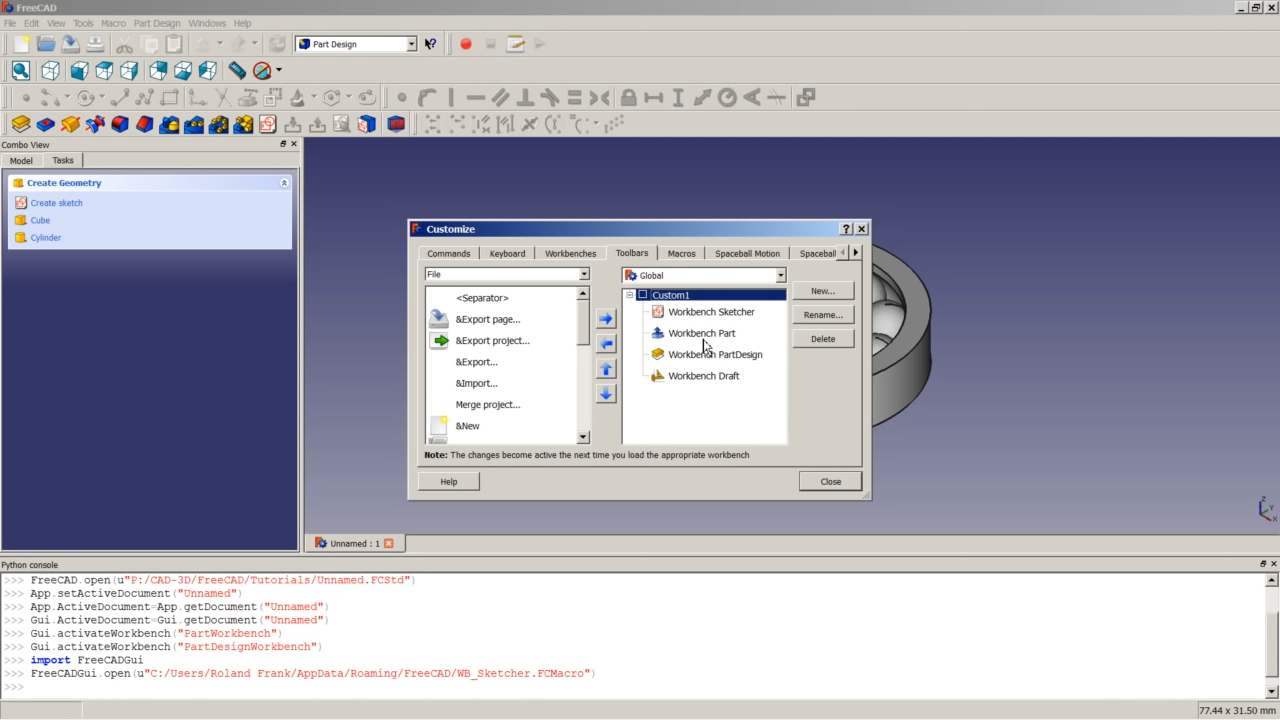 FreeCAD
File Edit View Tools Macro Part Design Windows Help
Part Design
Combo View
Model Tasks
Create Geometry
Create sketch
Cube
Cylinder
Customize
Commands Keyboard Workbenches Toolbars Macros Spaceball Motion Spaceball
File
<Separator>
&Export page...
&Export project...
&Export...
&Import...
Merge project...
&New
Global
Custom1
Workbench Sketcher
Workbench Part
Workbench PartDesign
Workbench Draft
New...
Rename...
Delete
Note: The changes become active the next time you load the appropriate workbench
Help
Close
Z
Y
X
Unnamed : 1
Python console
>>> FreeCAD.open(u"P:/CAD-3D/FreeCAD/Tutorials/Unnamed.FCStd")
>>> App.setActiveDocument("Unnamed")
>>> App.ActiveDocument=App.getDocument("Unnamed")
>>> Gui.ActiveDocument=Gui.getDocument("Unnamed")
>>> Gui.activateWorkbench("PartWorkbench")
>>> Gui.activateWorkbench("PartDesignWorkbench")
>>> import FreeCADGui
>>> FreeCADGui.open(u"C:/Users/Roland Frank/AppData/Roaming/FreeCAD/WB_Sketcher.FCMacro")
>>>
77.44 x 31.50 mm